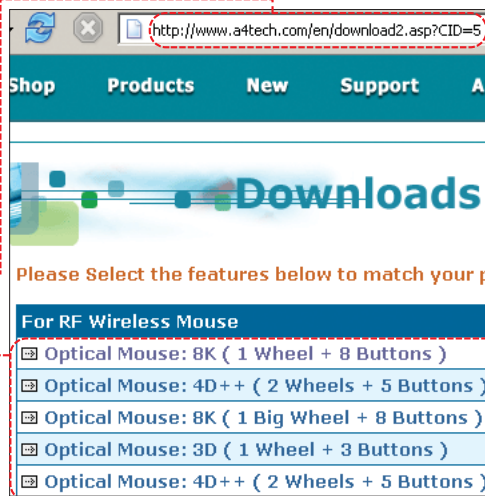 http://www.a4tech.com/en/download2.asp?CID=5
Shop Products New Support
Downloads
Please Select the features below to match your
For RF Wireless Mouse
Optical Mouse: 8K ( 1 Wheel + 8 Buttons )
Optical Mouse: 4D++ ( 2 Wheels + 5 Buttons )
Optical Mouse: 8K ( 1 Big Wheel + 8 Buttons )
Optical Mouse: 3D ( 1 Wheel + 3 Buttons )
Optical Mouse: 4D++ ( 2 Wheels + 5 Buttons )